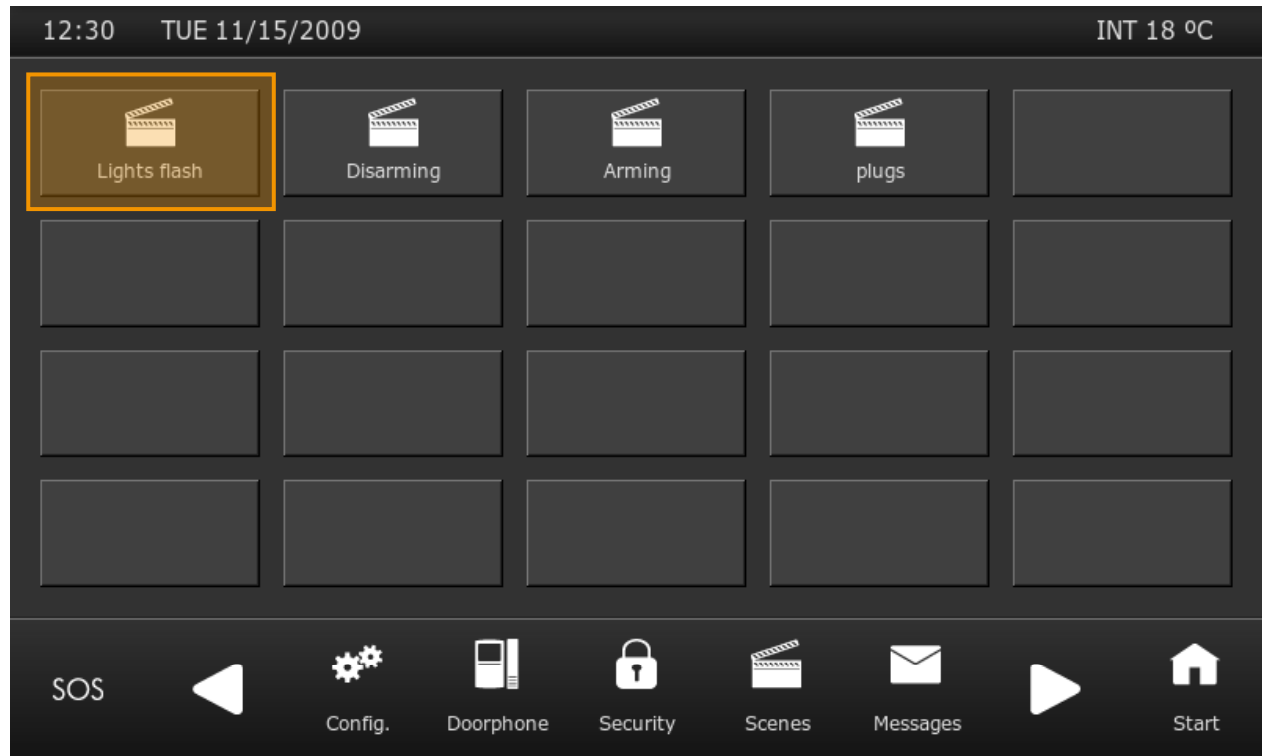 12:30 TUE 11/15/2009 INT 18 ºC
Lights flash Disarming Arming plugs
SOS Config. Doorphone Security Scenes Messages Start